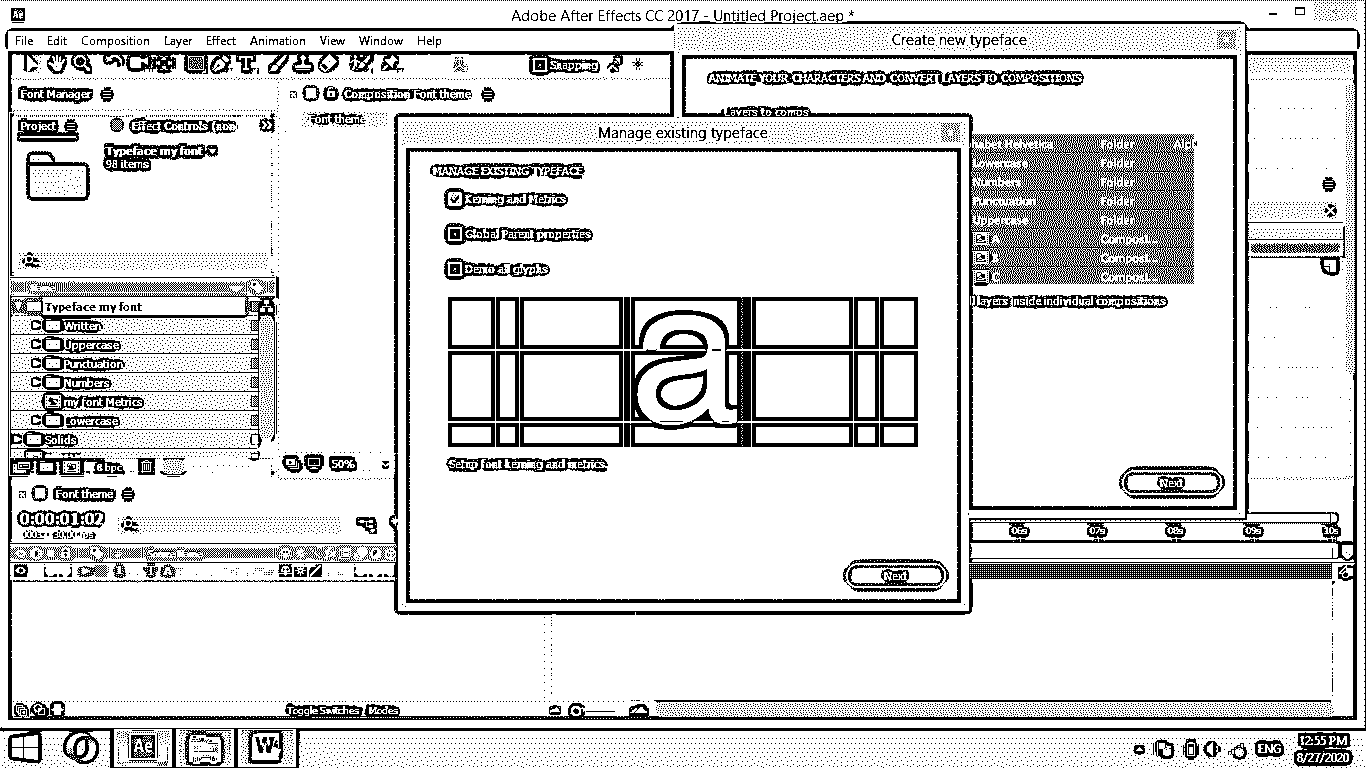 Adobe After Effects CC 2017 - Untitled Project.aep *
File Edit Composition Layer Effect Animation View Window Help
Snapping
Create new typeface
ANIMATE YOUR CHARACTERS AND CONVERT LAYERS TO COMPOSITIONS
Layers to comps
Font Manager
Composition Font theme
Font theme
Project
Effect Controls (non
Typeface my font
98 items
Manage existing typeface
MANAGE EXISTING TYPEFACE
Kerning and Metrics
Global Parent properties
Demo all glyphs
a
Setup font kerning and metrics
Next
Helvetica Folder
Lowercase Folder
Numbers Folder
Punctuation Folder
Uppercase Folder
A Composi...
Composi...
C Composi...
layers inside individual compositions
Next
Typeface my font
Written
Uppercase
Punctuation
Numbers
my font Metrics
Lowercase
Solids
8 bpc
50%
Font theme
0:00:01:02
06s 07s 08s 09s 10s
Toggle Switches / Modes
Ae
W
ENG
12:55 PM
8/27/2020